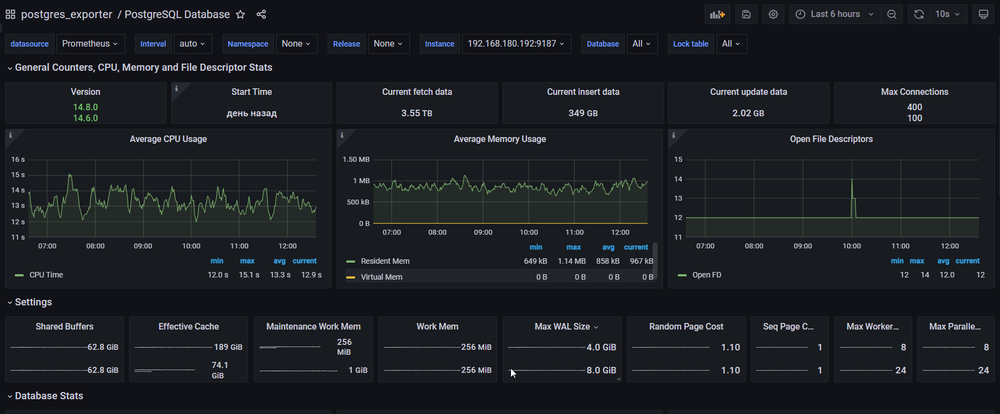 postgres_exporter / PostgreSQL Database
Last 6 hours
10s
datasource Prometheus Interval auto Namespace None Release None Instance 192.168.180.192:9187 Database All Lock table All
General Counters, CPU, Memory and File Descriptor Stats
Version
14.8.0
14.6.0
Start Time
день назад
Current fetch data
3.55 TB
Current insert data
349 GB
Current update data
2.02 GB
Max Connections
400
100
Average CPU Usage
16 s
15 s
14 s
13 s
12 s
11 s
07:00 08:00 09:00 10:00 11:00 12:00
min max avg current
CPU Time 12.0 s 15.1 s 13.3 s 12.9 s
Average Memory Usage
1.50 MB
1 MB
500 kB
0 B
07:00 08:00 09:00 10:00 11:00 12:00
min max avg current
Resident Mem 649 kB 1.14 MB 858 kB 967 kB
Virtual Mem 0 B 0 B 0 B 0 B
Open File Descriptors
15
14
13
12
11
07:00 08:00 09:00 10:00 11:00 12:00
min max avg current
Open FD 12 14 12.0 12
Settings
Shared Buffers
62.8 GiB
62.8 GiB
Effective Cache
189 GiB
74.1
GiB
Maintenance Work Mem
256
MiB
1 GiB
Work Mem
256 MiB
256 MiB
Max WAL Size
4.0 GiB
8.0 GiB
Random Page Cost
1.10
1.10
Seq Page C...
1
1
Max Worker...
8
24
Max Paralle...
8
24
Database Stats